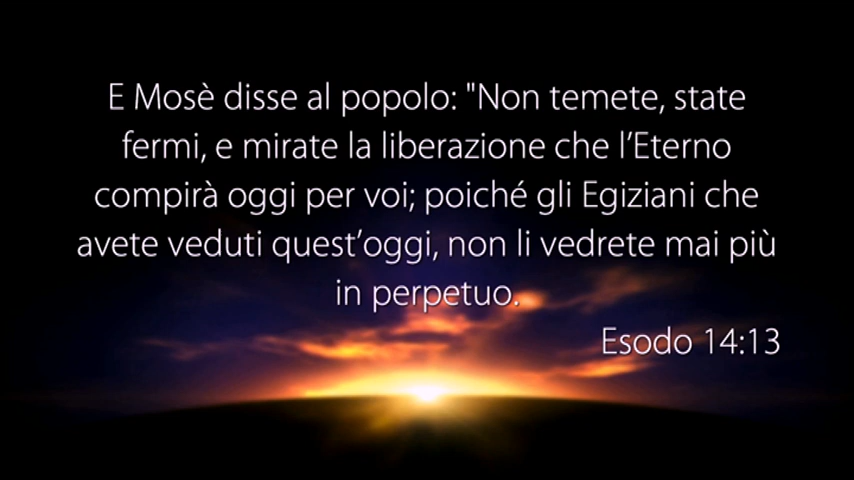 E Mosè disse al popolo: "Non temete, state
fermi, e mirate la liberazione che l’Eterno
compirà oggi per voi; poiché gli Egiziani che
avete veduti quest’oggi, non li vedrete mai più
in perpetuo.
Esodo 14:13